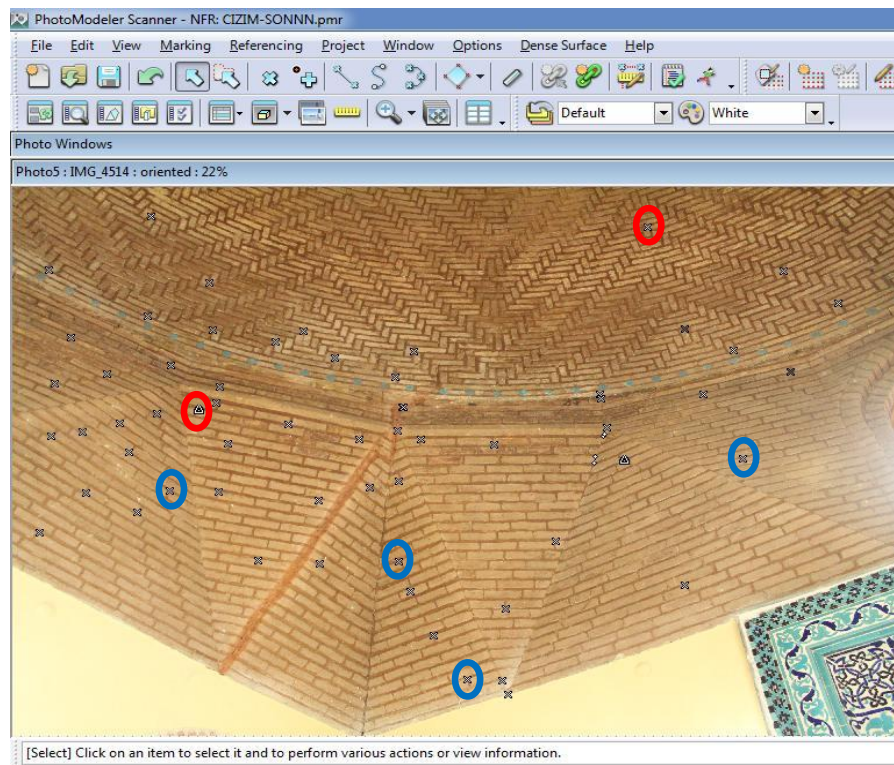 PhotoModeler Scanner - NFR: CIZIM-SONNN.pmr
File Edit View Marking Referencing Project Window Options Dense Surface Help
Default White
Photo Windows
Photo5 : IMG_4514 : oriented : 22%
[Select] Click on an item to select it and to perform various actions or view information.